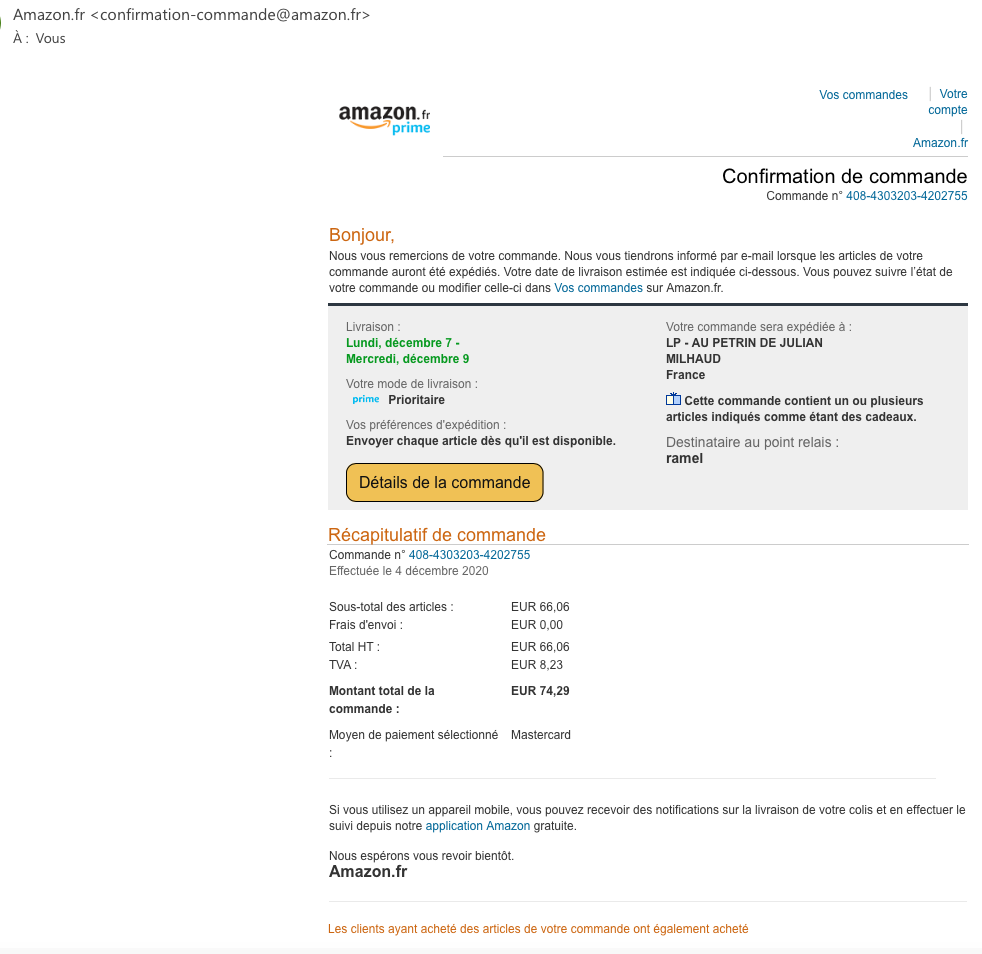 Amazon.fr <confirmation-commande@amazon.fr>
À : Vous
amazon.fr
prime
Vos commandes | Votre
compte
|
Amazon.fr
Confirmation de commande
Commande n° 408-4303203-4202755
Bonjour,
Nous vous remercions de votre commande. Nous vous tiendrons informé par e-mail lorsque les articles de votre
commande auront été expédiés. Votre date de livraison estimée est indiquée ci-dessous. Vous pouvez suivre l'état de
votre commande ou modifier celle-ci dans Vos commandes sur Amazon.fr.
Livraison :
Lundi, décembre 7 -
Mercredi, décembre 9
Votre mode de livraison :
prime Prioritaire
Vos préférences d'expédition :
Envoyer chaque article dès qu'il est disponible.
Détails de la commande
Votre commande sera expédiée à :
LP - AU PETRIN DE JULIAN
MILHAUD
France
Cette commande contient un ou plusieurs
articles indiqués comme étant des cadeaux.
Destinataire au point relais :
ramel
Récapitulatif de commande
Commande n° 408-4303203-4202755
Effectuée le 4 décembre 2020
Sous-total des articles : EUR 66,06
Frais d'envoi : EUR 0,00
Total HT : EUR 66,06
TVA : EUR 8,23
Montant total de la EUR 74,29
commande :
Moyen de paiement sélectionné Mastercard
:
Si vous utilisez un appareil mobile, vous pouvez recevoir des notifications sur la livraison de votre colis et en effectuer le
suivi depuis notre application Amazon gratuite.
Nous espérons vous revoir bientôt.
Amazon.fr
Les clients ayant acheté des articles de votre commande ont également acheté